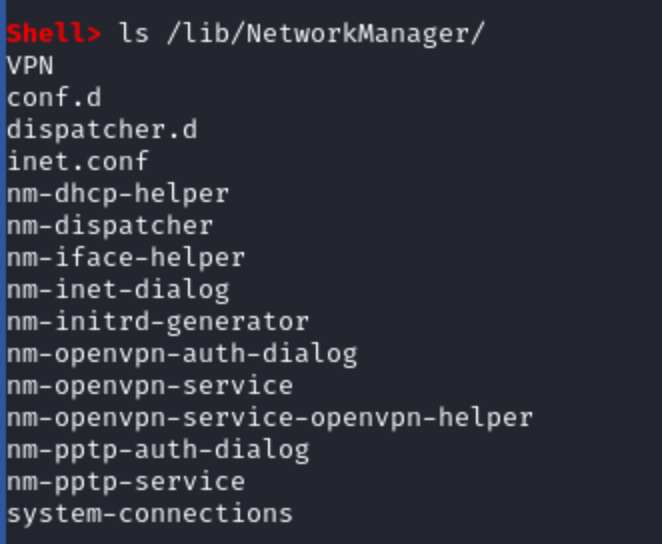 Shell> ls /lib/NetworkManager/
VPN
conf.d
dispatcher.d
inet.conf
nm-dhcp-helper
nm-dispatcher
nm-iface-helper
nm-inet-dialog
nm-initrd-generator
nm-openvpn-auth-dialog
nm-openvpn-service
nm-openvpn-service-openvpn-helper
nm-pptp-auth-dialog
nm-pptp-service
system-connections